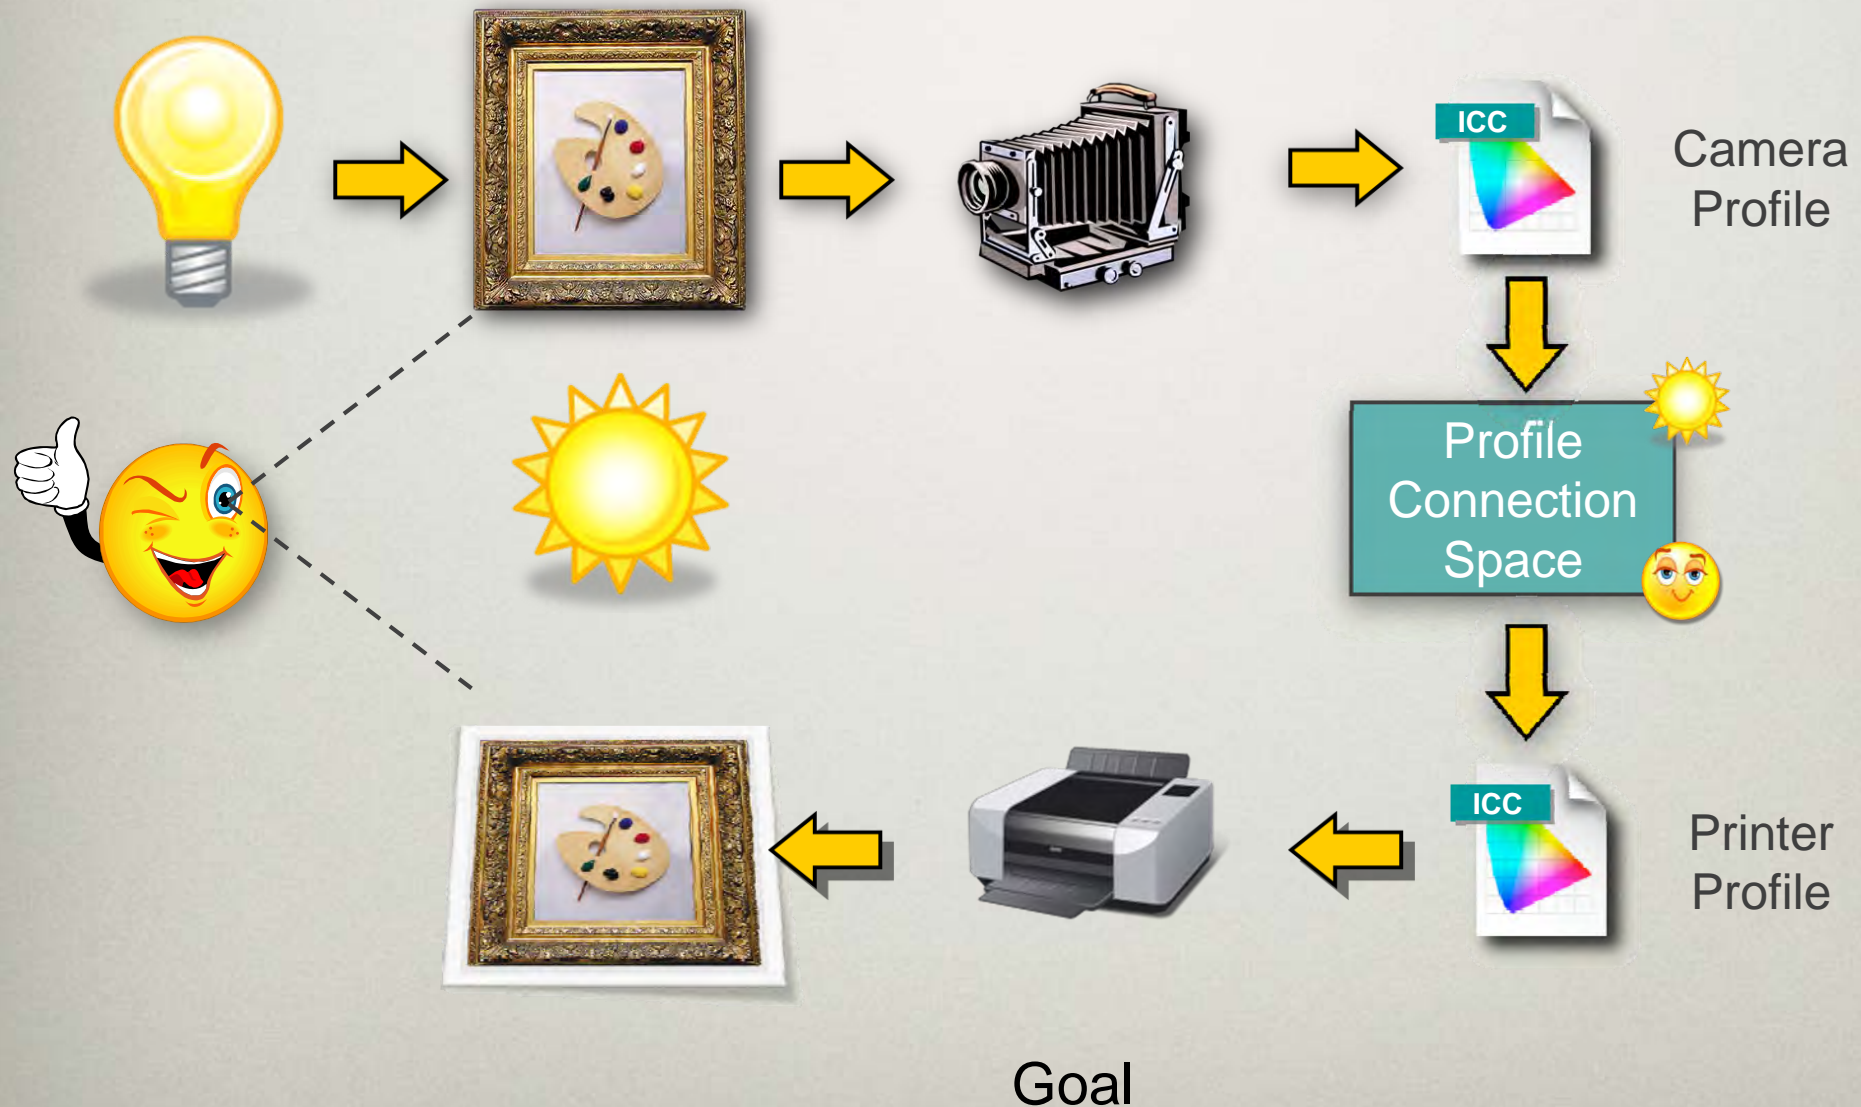 ICC
Camera
Profile
Profile
Connection
Space
ICC
Printer
Profile
Goal